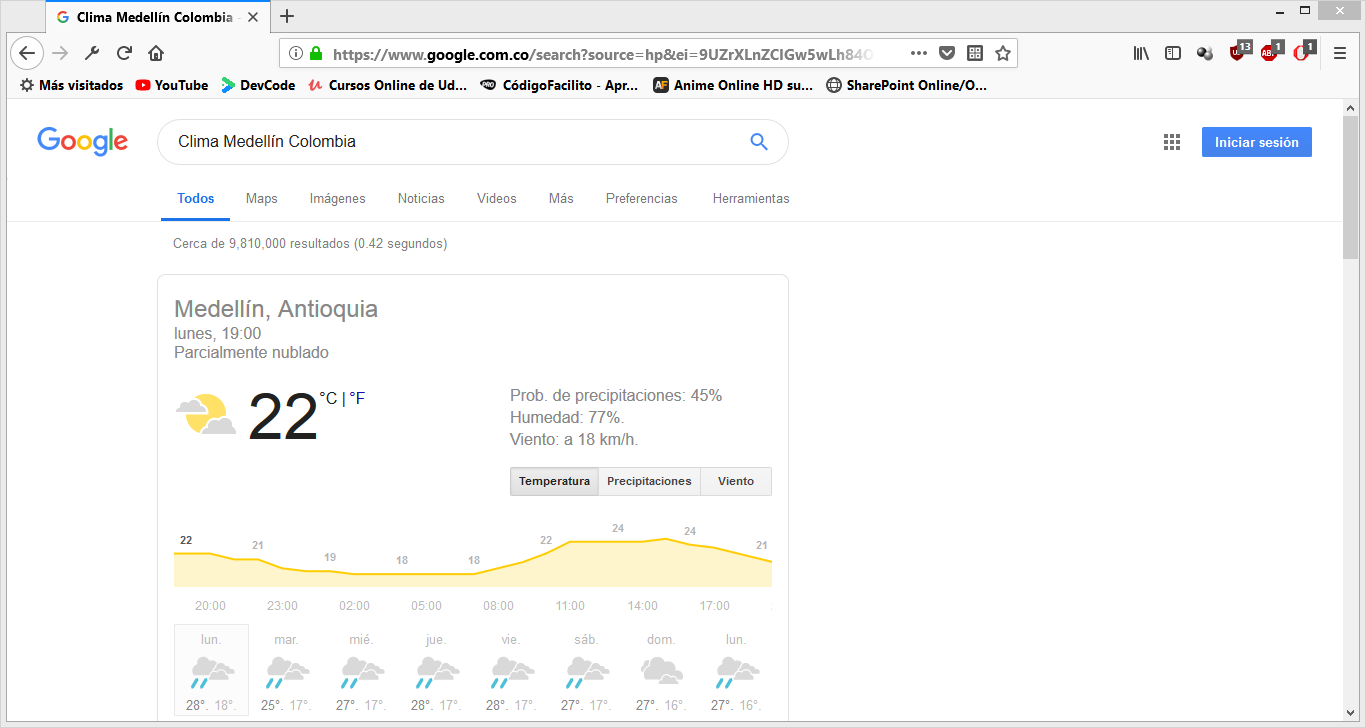 Clima Medellín Colombia -
https://www.google.com.co/search?source=hp&ei=9UZrXLnZCIGw5wLh84
13 1 1
Más visitados YouTube DevCode Cursos Online de Ud... CódigoFacilito - Apr... AF Anime Online HD su... SharePoint Online/O...
Google Clima Medellín Colombia Iniciar sesión
Todos Maps Imágenes Noticias Videos Más Preferencias Herramientas
Cerca de 9,810,000 resultados (0.42 segundos)
Medellín, Antioquia
lunes, 19:00
Parcialmente nublado
22 °C | °F
Prob. de precipitaciones: 45%
Humedad: 77%.
Viento: a 18 km/h.
Temperatura Precipitaciones Viento
22 21 19 18 18 22 24 24 21
20:00 23:00 02:00 05:00 08:00 11:00 14:00 17:00
lun. mar. mié. jue. vie. sáb. dom. lun.
28°. 18°. 25°. 17°. 27°. 17°. 28°. 17°. 28°. 17°. 27°. 17°. 27°. 16°. 27°. 16°.